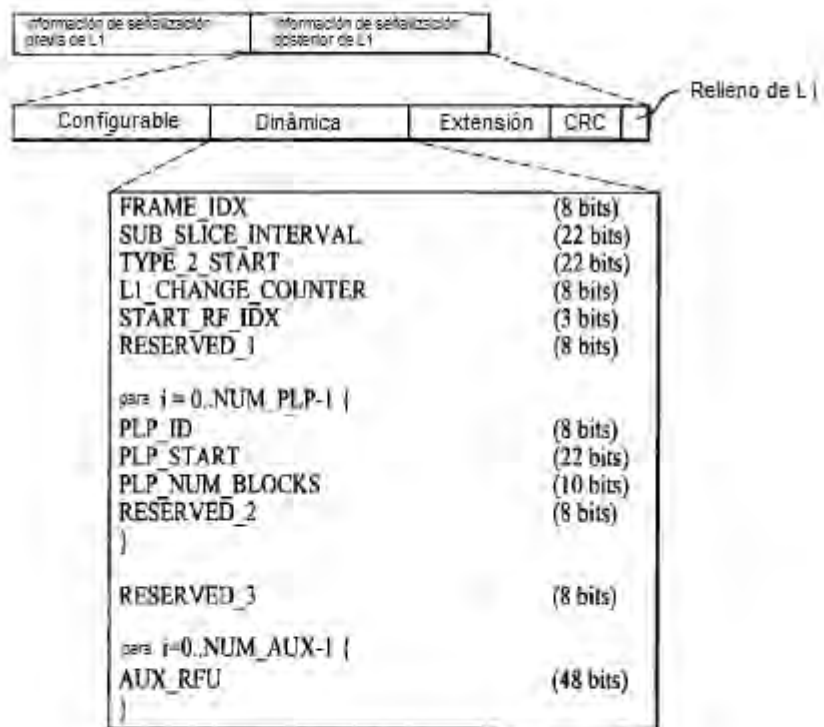 Información de señalización
previa de L1
Información de señalización
posterior de L1
Relleno de L1
Configurable Dinámica Extensión CRC
FRAME_IDX (8 bits)
SUB_SLICE_INTERVAL (22 bits)
TYPE_2_START (22 bits)
L1_CHANGE_COUNTER (8 bits)
START_RF_IDX (3 bits)
RESERVED_1 (8 bits)
para i = 0..NUM_PLP-1 {
PLP_ID (8 bits)
PLP_START (22 bits)
PLP_NUM_BLOCKS (10 bits)
RESERVED_2 (8 bits)
}
RESERVED_3 (8 bits)
para i=0..NUM_AUX-1 {
AUX_RFU (48 bits)
}